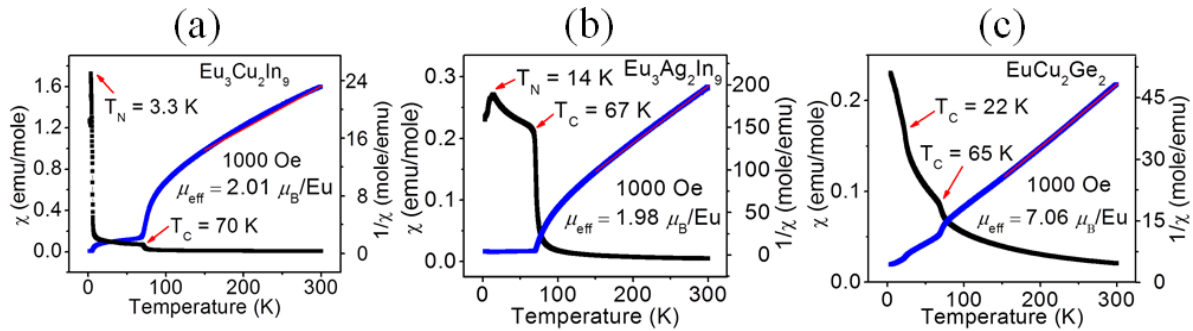 (a)
χ (emu/mole)
1.6
1.2
0.8
0.4
0.0
Eu₃Cu₂In₉
T_N = 3.3 K
1000 Oe
μ_eff = 2.01 μ_B/Eu
T_C = 70 K
24
16
8
0
1/χ (mole/emu)
0 100 200 300
Temperature (K)
(b)
χ (emu/mole)
0.3
0.2
0.1
0.0
Eu₃Ag₂In₉
T_N = 14 K
T_C = 67 K
1000 Oe
μ_eff = 1.98 μ_B/Eu
200
150
100
50
0
1/χ (mole/emu)
0 100 200 300
Temperature (K)
(c)
χ (emu/mole)
0.2
0.1
0.0
EuCu₂Ge₂
T_C = 22 K
T_C = 65 K
1000 Oe
μ_eff = 7.06 μ_B/Eu
45
30
15
0
1/χ (mole/emu)
0 100 200 300
Temperature (K)